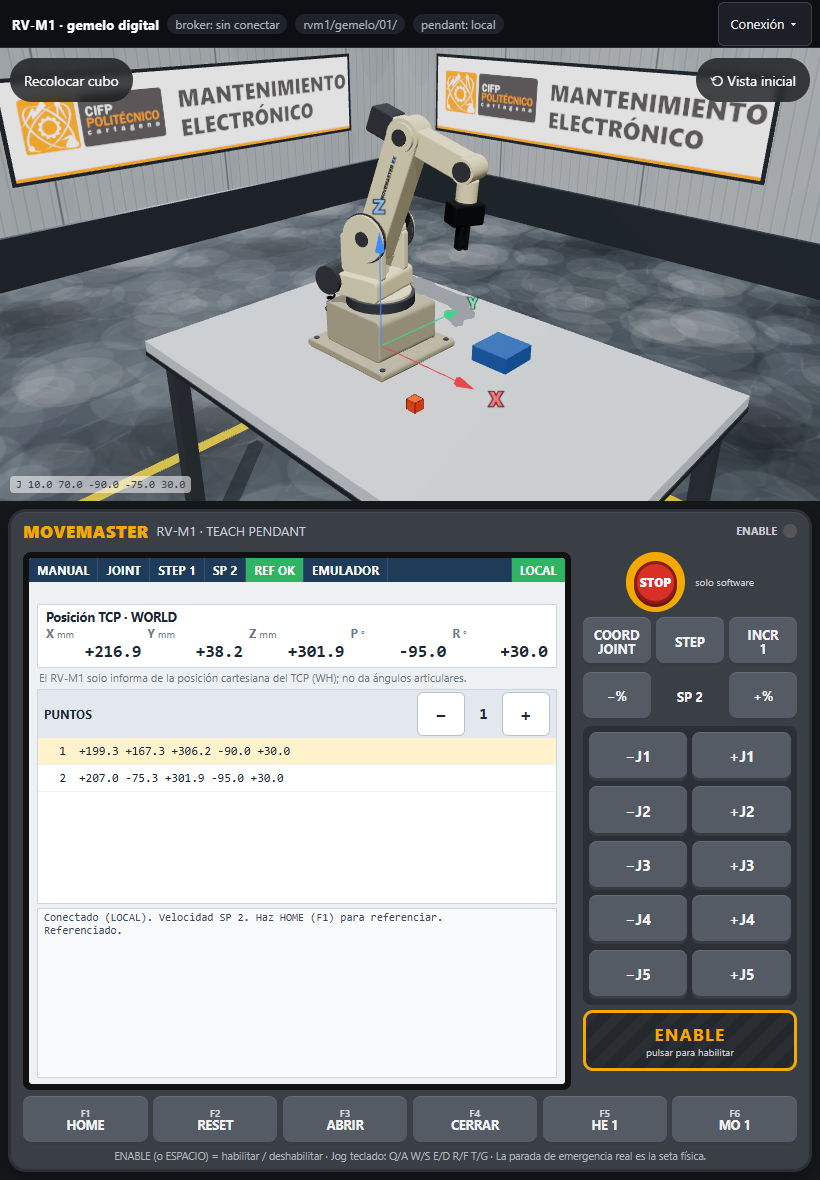 RV-M1 · gemelo digital broker: sin conectar rvm1/gemelo/01/ pendant: local Conexión
Recolocar cubo
Vista inicial
CIFP
POLITÉCNICO
cartagena
MANTENIMIENTO
ELECTRÓNICO
CIFP
POLITÉCNICO
cartagena
MANTENIMIENTO
ELECTRÓNICO
MOVEMASTER EX
Z
Y
X
J 10.0 70.0 -90.0 -75.0 30.0
MOVEMASTER RV-M1 · TEACH PENDANT
ENABLE
MANUAL JOINT STEP 1 SP 2 REF OK EMULADOR LOCAL
Posición TCP · WORLD
X mm Y mm Z mm P ° R °
+216.9 +38.2 +301.9 -95.0 +30.0
El RV-M1 solo informa de la posición cartesiana del TCP (WH); no da ángulos articulares.
PUNTOS – 1 +
1 +199.3 +167.3 +306.2 -90.0 +30.0
2 +207.0 -75.3 +301.9 -95.0 +30.0
Conectado (LOCAL). Velocidad SP 2. Haz HOME (F1) para referenciar.
Referenciado.
STOP
solo software
COORD
JOINT
STEP
INCR
1
–% SP 2 +%
–J1 +J1
–J2 +J2
–J3 +J3
–J4 +J4
–J5 +J5
ENABLE
pulsar para habilitar
F1
HOME
F2
RESET
F3
ABRIR
F4
CERRAR
F5
HE 1
F6
MO 1
ENABLE (o ESPACIO) = habilitar / deshabilitar · Jog teclado: Q/A W/S E/D R/F T/G · La parada de emergencia real es la seta física.